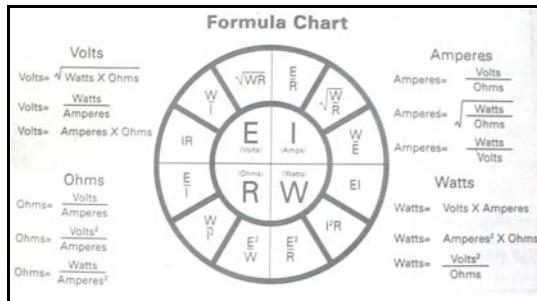 Formula Chart
Volts
Volts= √Watts X Ohms
Volts= Watts
Amperes
Volts= Amperes X Ohms
Ohms
Ohms= Volts
Amperes
Ohms= Volts²
Amperes
Ohms= Watts
Amperes²
√WR
E
R
√W
R
W
E
EI
I²R
E²
R
E²
W
W
I²
E
I
IR
W
I
E
(Volts)
I
(Amps)
(Ohms)
R
(Watts)
W
Amperes
Amperes= Volts
Ohms
Amperes= √Watts
Ohms
Amperes= Watts
Volts
Watts
Watts= Volts X Amperes
Watts= Amperes² X Ohms
Watts= Volts²
Ohms